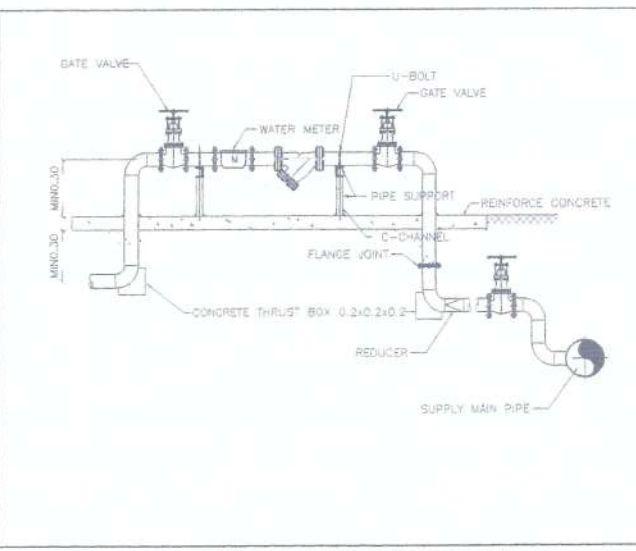 GATE VALVE
U-BOLT
GATE VALVE
WATER METER
M
MIN0.30
PIPE SUPPORT
REINFORCE CONCRETE
C-CHANNEL
MIN0.30
FLANGE JOINT
CONCRETE THRUST BOX 0.2x0.2x0.2
REDUCER
SUPPLY MAIN PIPE